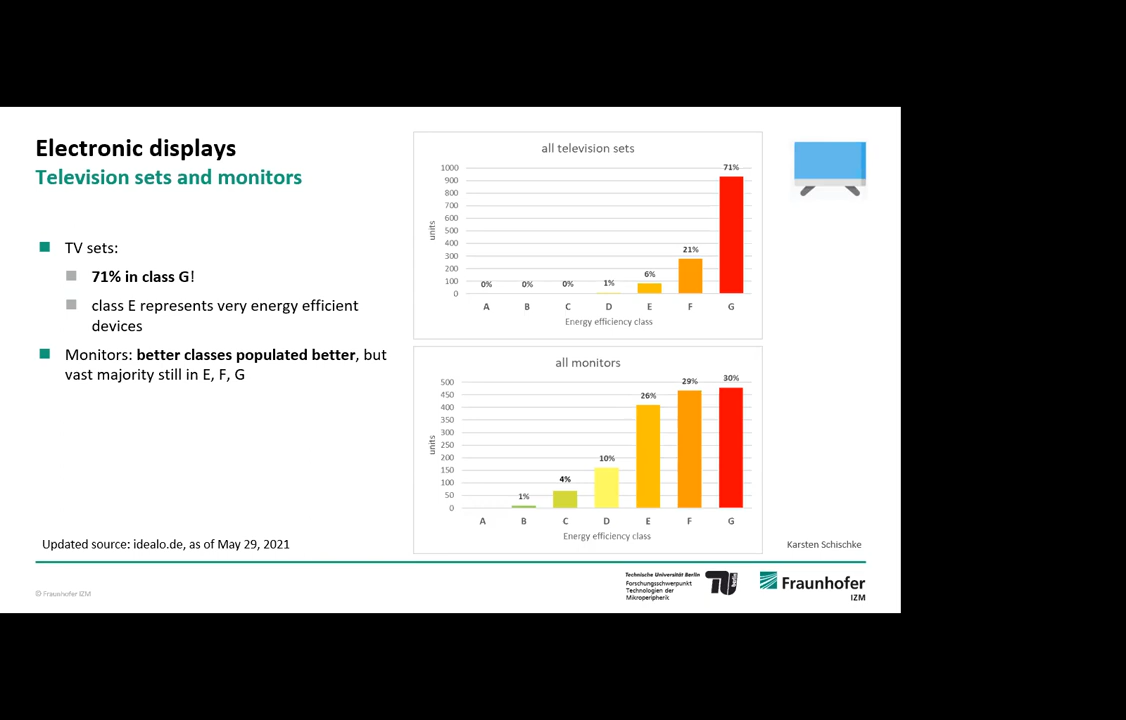 Electronic displays
Television sets and monitors
TV sets:
71% in class G!
class E represents very energy efficient
devices
Monitors: better classes populated better, but
vast majority still in E, F, G
all television sets
units
1000
900
800
700
600
500
400
300
200
100
0
0%
0%
0%
1%
6%
21%
71%
A B C D E F G
Energy efficiency class
all monitors
units
500
450
400
350
300
250
200
150
100
50
0
1%
4%
10%
26%
29%
30%
A B C D E F G
Energy efficiency class
Updated source: idealo.de, as of May 29, 2021
Karsten Schischke
© Fraunhofer IZM
Technische Universität Berlin
Forschungsschwerpunkt
Technologien der
Mikroperipherik
berlin
Fraunhofer
IZM